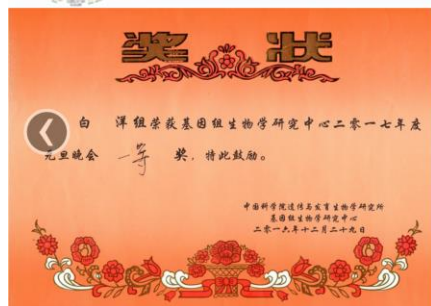 奖 状
白 洋组荣获基因组生物学研究中心二零一七年度
元旦晚会 一等 奖，特此鼓励。
中国科学院遗传与发育生物学研究所
基因组生物学研究中心
二零一六年十二月二十九日